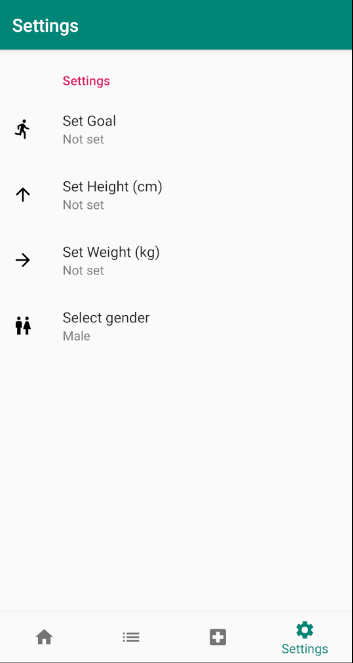 Settings
Settings
Set Goal
Not set
Set Height (cm)
Not set
Set Weight (kg)
Not set
Select gender
Male
Settings